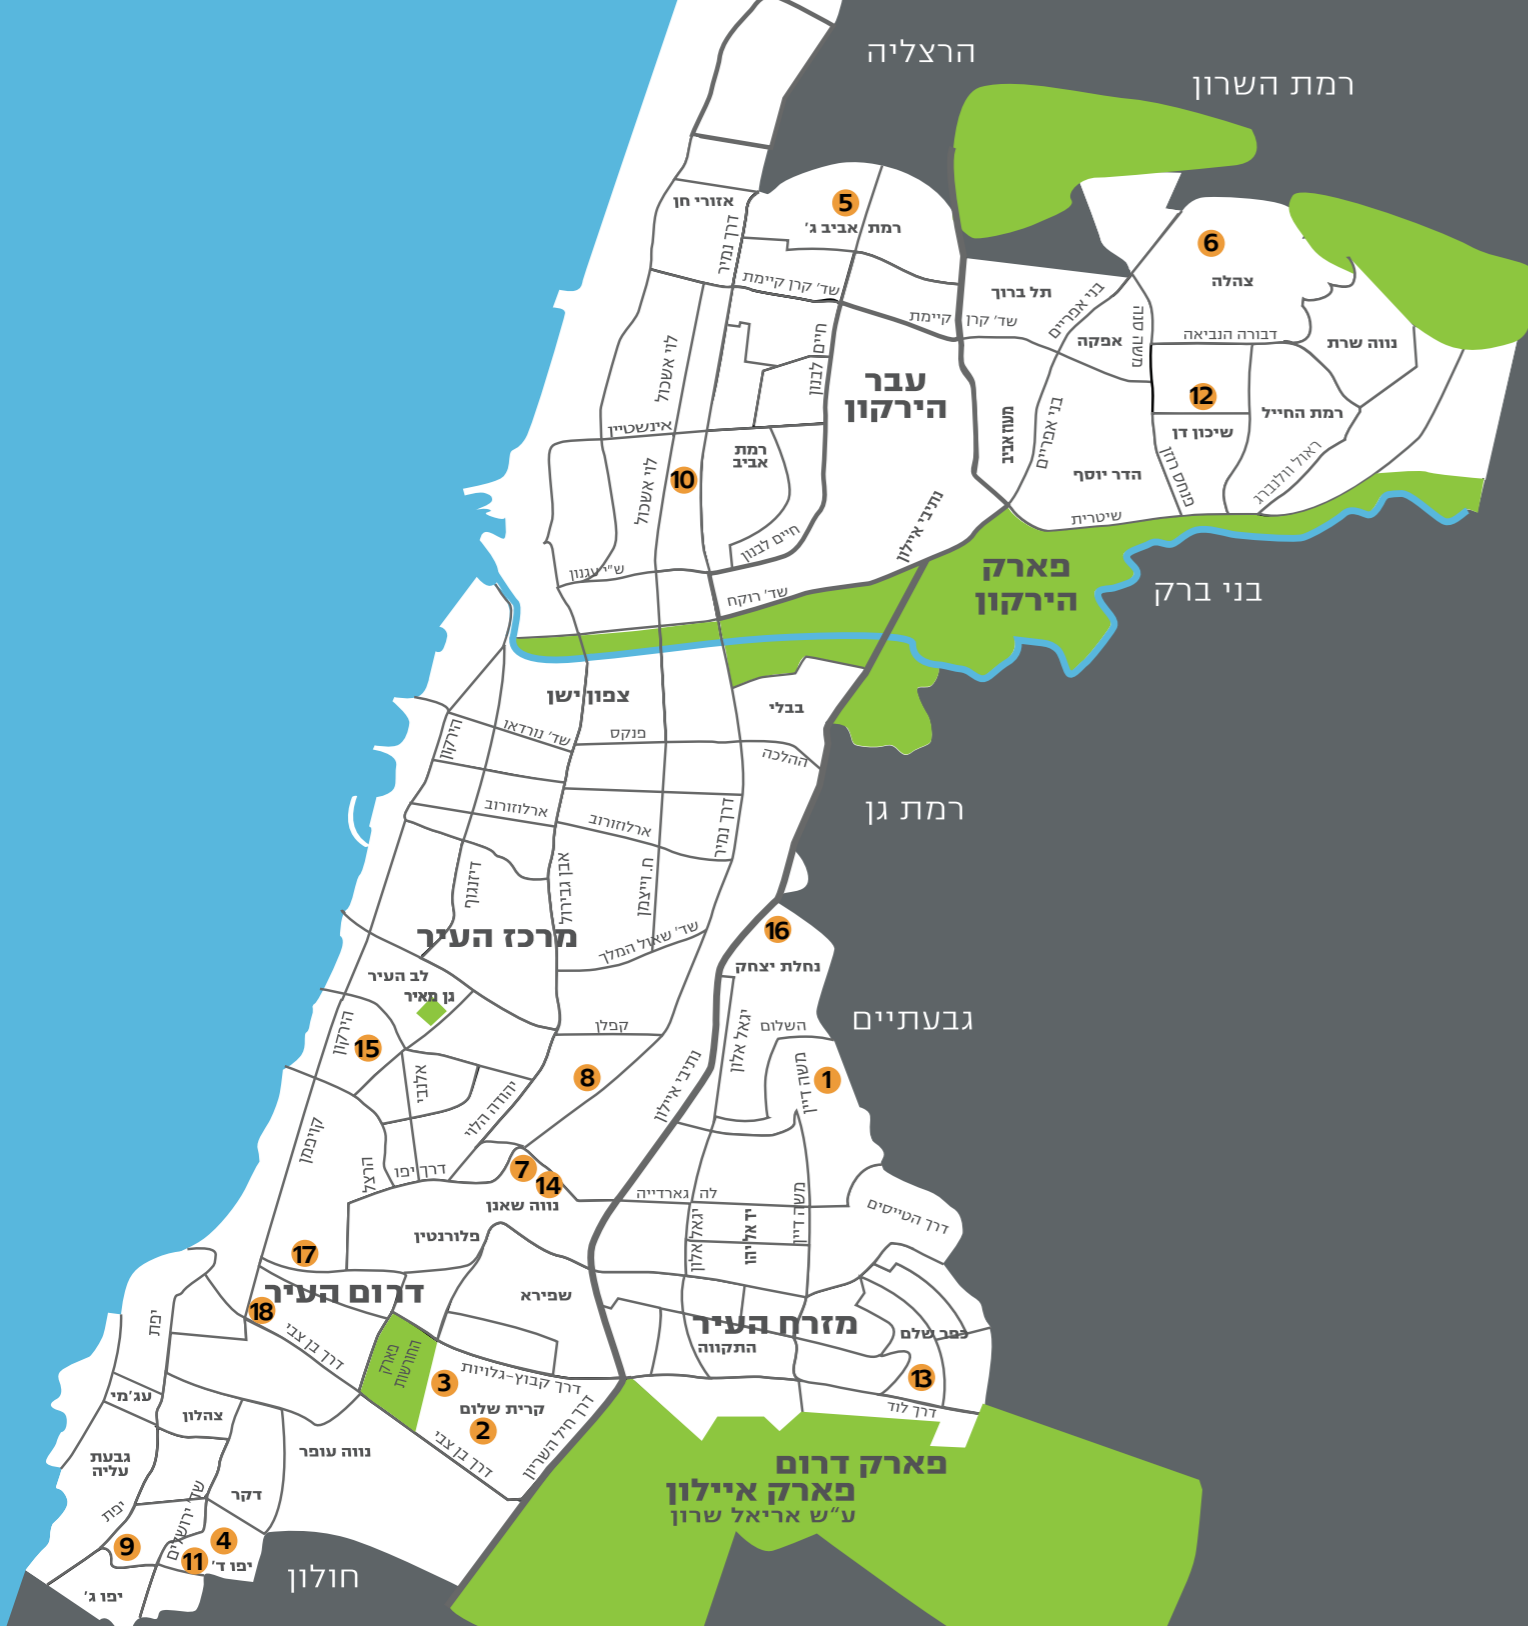 הרצליה
רמת השרון
אזורי חן
5
רמת אביב ג׳
דרך נמיר
6
צהלה
שד׳ קרן קיימת
תל ברוך
בני אפריים
שד׳ קרן קיימת
משה סנה
אפקה
דבורה הנביאה
נווה שרת
חיים לבנון
לוי אשכול
עבר
הירקון
12
רמת החייל
שיכון דן
אינשטיין
מעוז אביב
בני אפריים
רמת
אביב
10
לוי אשכול
הדר יוסף
פנחס רוזן
ראול וולנברג
שיטרית
נתיבי איילון
חיים לבנון
ש״י עגנון
פארק
הירקון
שד׳ רוקח
בני ברק
צפון ישן
בבלי
הירקון
שד׳ נורדאו
פנקס
ההלכה
רמת גן
ארלוזורוב
ארלוזורוב
דרך נמיר
דיזנגוף
אבן גבירול
ח. וייצמן
מרכז העיר
שד׳ שאול המלך
16
נחלת יצחק
לב העיר
גן מאיר
גבעתיים
הירקון
15
קפלן
יגאל אלון
השלום
8
1
משה דיין
נתיבי איילון
אלנבי
יהודה הלוי
קויפמן
הרצל
דרך יפו
7
14
נווה שאנן
לה גארדייה
דרך הטייסים
פלורנטין
יגאל אלון
יד אליהו
משה דיין
17
דרום העיר
שפירא
18
יפת
דרך בן צבי
מזרח העיר
כפר שלם
התקווה
פארק
החורשות
3
דרך קבוץ-גלויות
13
עג׳מי
קרית שלום
2
דרך לוד
צהלון
דרך בן צבי
דרך חיל השריון
גבעת
עליה
נווה עופר
פארק דרום
פארק איילון
ע״ש אריאל שרון
דקר
יפת
שד׳ ירושלים
9
4
11
יפו ד׳
חולון
יפו ג׳